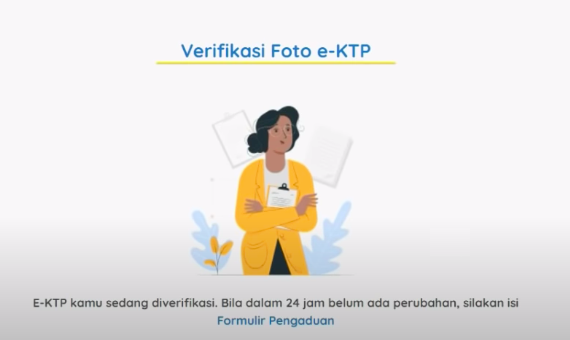 Verifikasi Foto e-KTP
E-KTP kamu sedang diverifikasi. Bila dalam 24 jam belum ada perubahan, silakan isi
Formulir Pengaduan